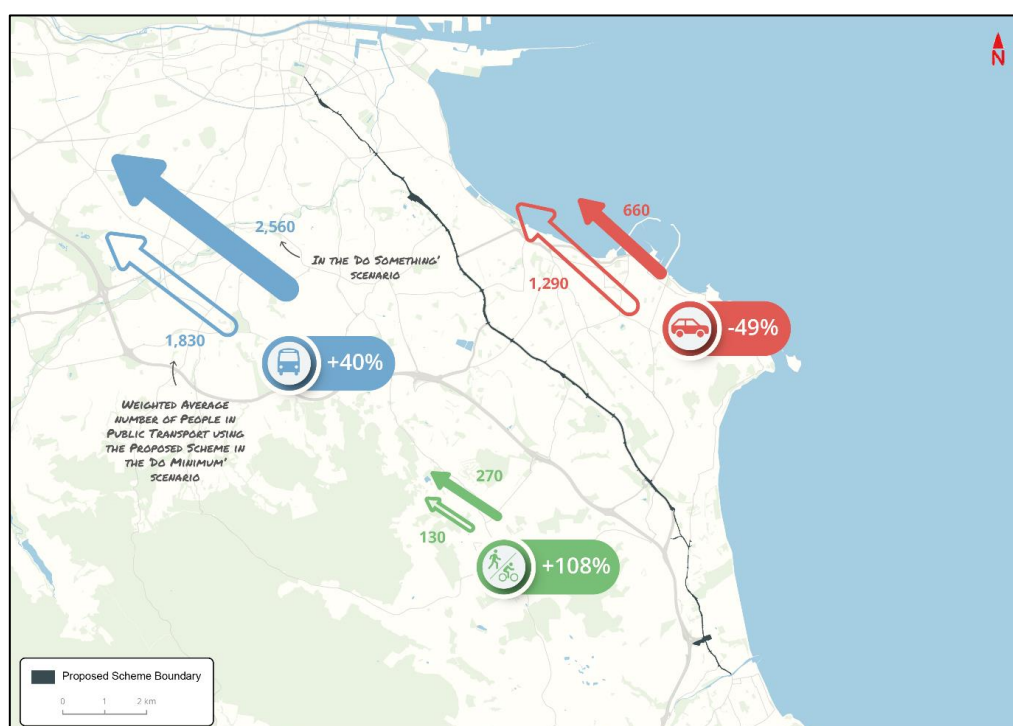 N
660
2,560
IN THE 'DO SOMETHING'
SCENARIO
1,290
-49%
1,830
+40%
WEIGHTED AVERAGE
NUMBER OF PEOPLE IN
PUBLIC TRANSPORT USING
THE PROPOSED SCHEME IN
THE 'DO MINIMUM'
SCENARIO
270
130
+108%
Proposed Scheme Boundary
0 1 2 km